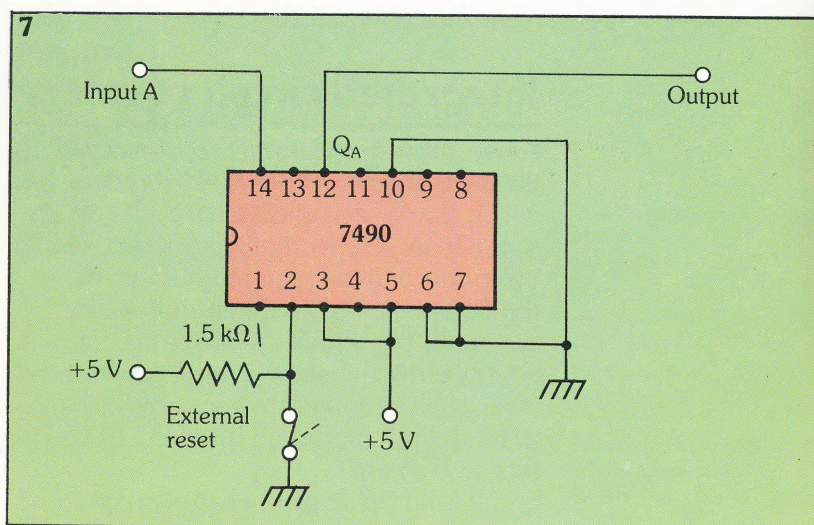 7
Input A
Output
Q_A
14 13 12 11 10 9 8
7490
1 2 3 4 5 6 7
1.5 kΩ
+5 V
External
reset
+5 V